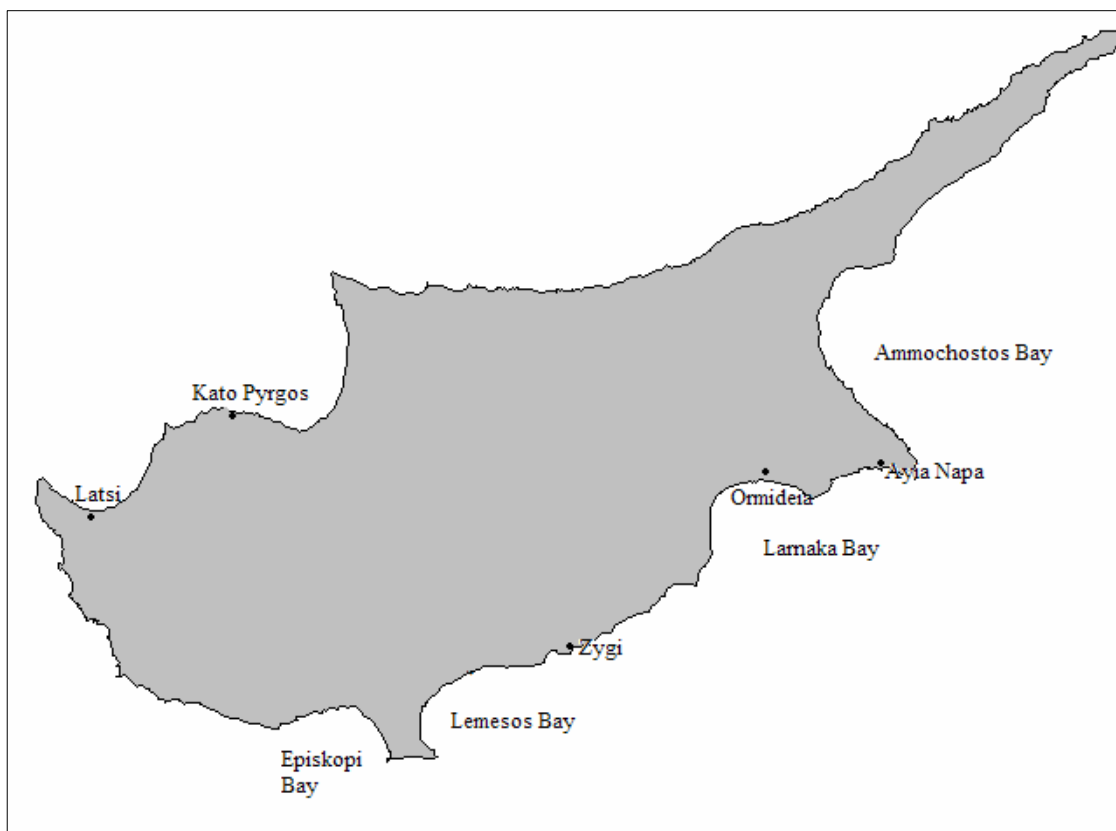 Ammochostos Bay
Kato Pyrgos
Ayia Napa
Latsi
Ormideia
Larnaka Bay
Zygi
Lemesos Bay
Episkopi
Bay